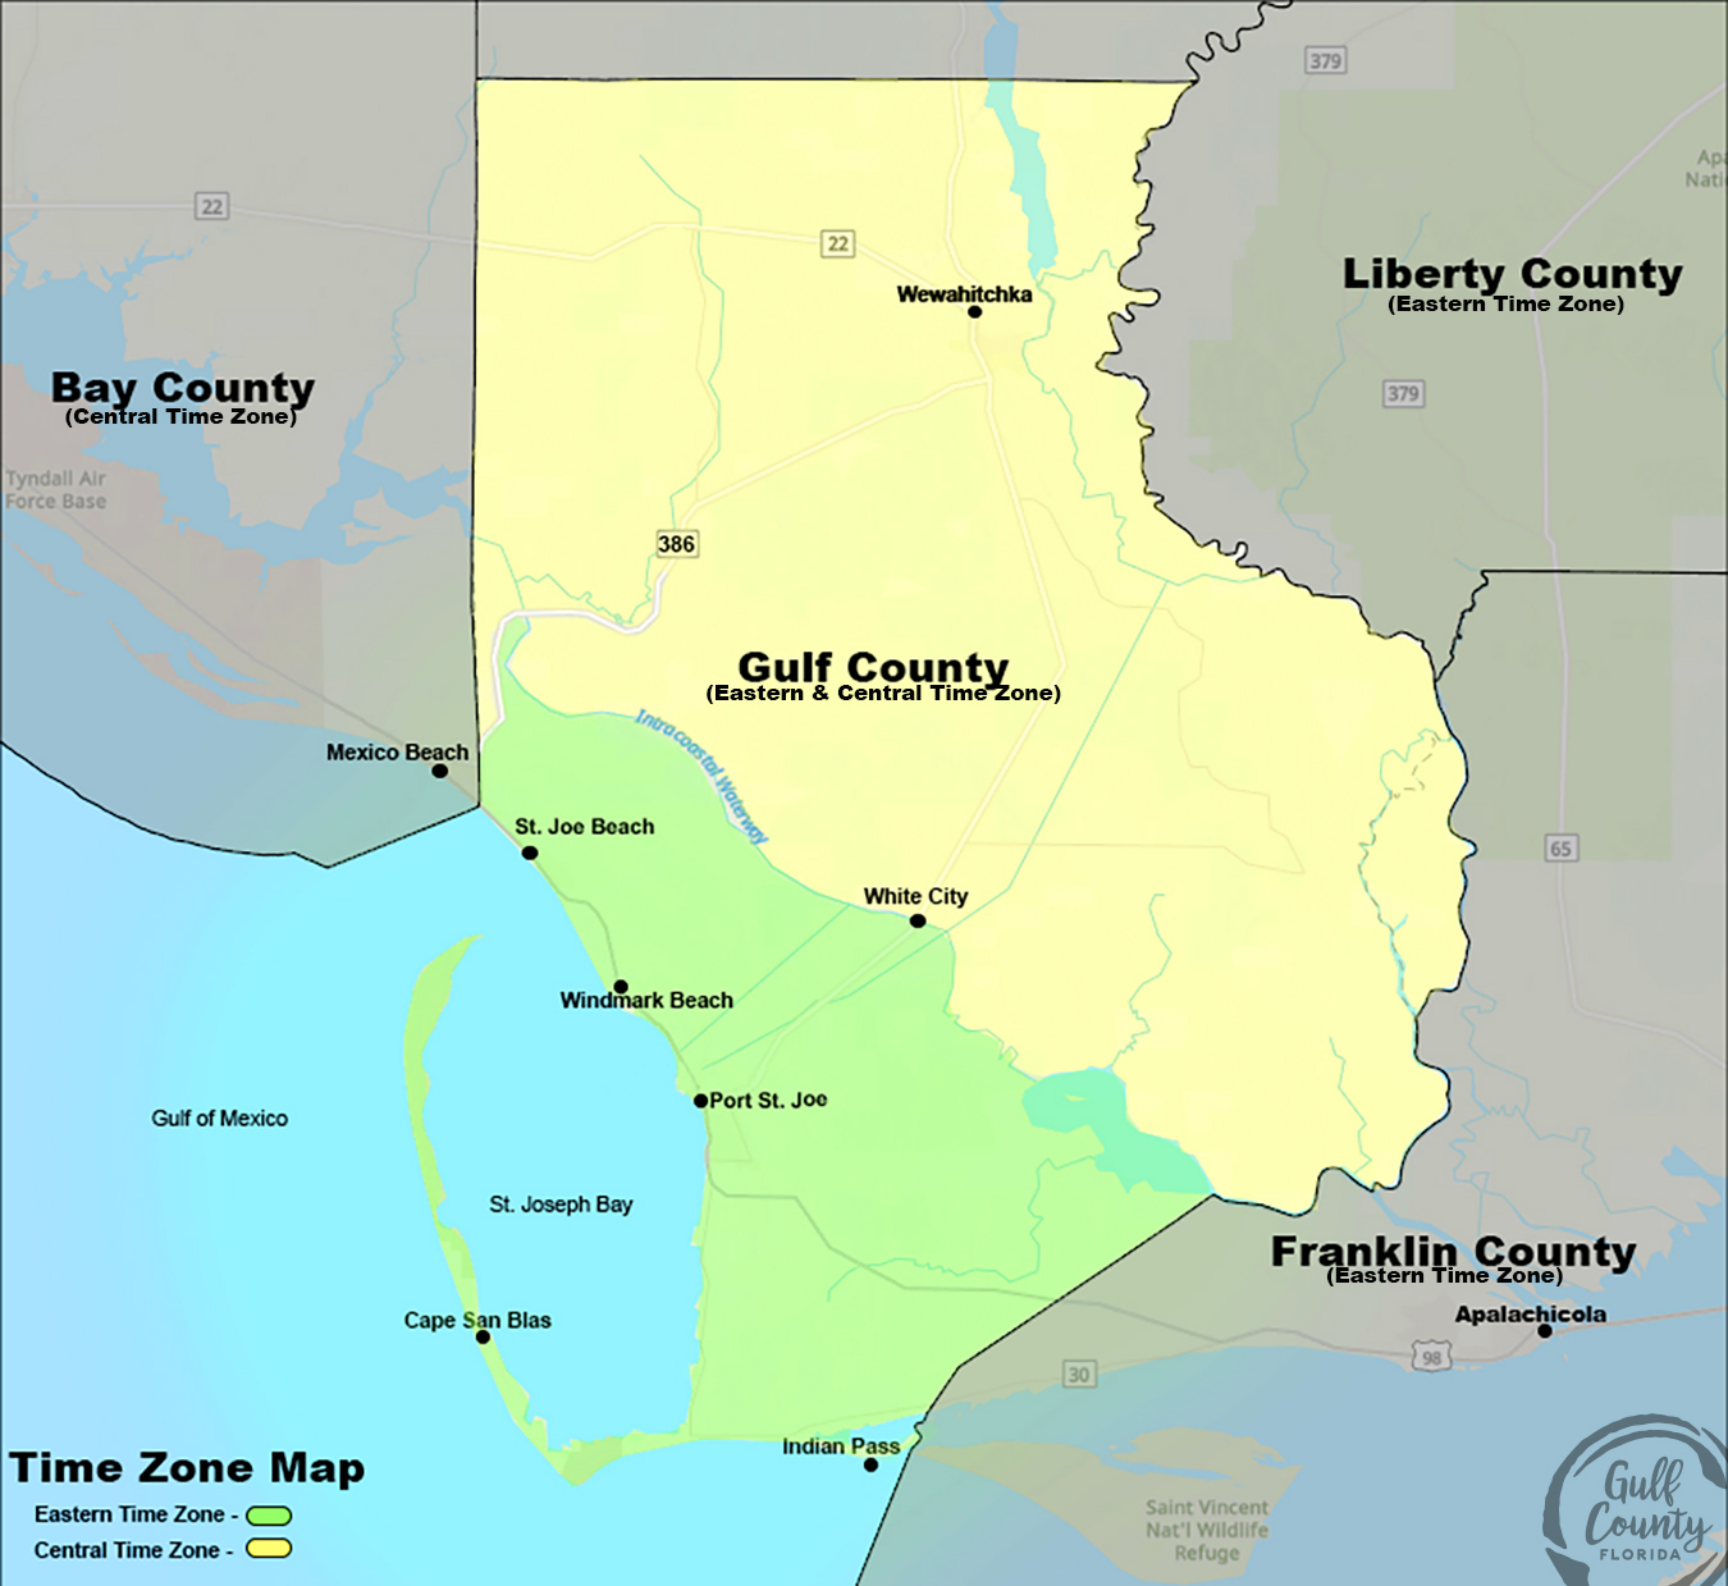 379
Apa
Nati
22
22
Liberty County
(Eastern Time Zone)
Wewahitchka
Bay County
(Central Time Zone)
379
Tyndall Air
Force Base
386
Gulf County
(Eastern & Central Time Zone)
Intracoastal Waterway
Mexico Beach
St. Joe Beach
65
White City
Windmark Beach
Port St. Joe
Gulf of Mexico
St. Joseph Bay
Franklin County
(Eastern Time Zone)
Apalachicola
Cape San Blas
98
30
Indian Pass
Time Zone Map
Eastern Time Zone -
Central Time Zone -
Saint Vincent
Nat'l Wildlife
Refuge
Gulf
County
FLORIDA